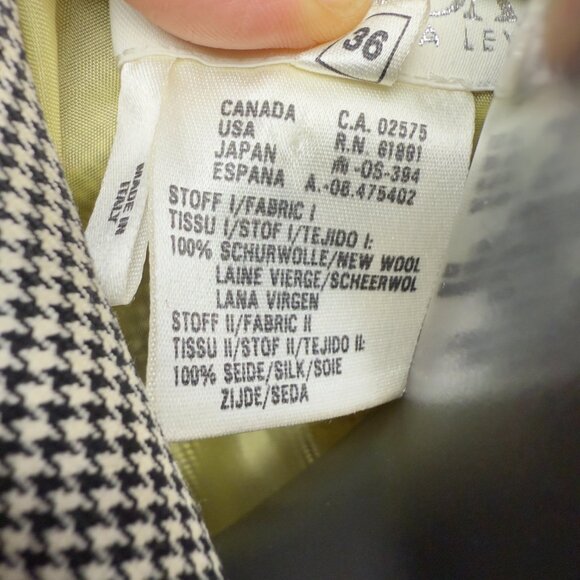 36
A LEY
CANADA C.A. 02575
USA R.N. 61891
JAPAN -OS-394
ESPANA A.-08.475402
STOFF I/FABRIC I
TISSU I/STOF I/TEJIDO I:
100% SCHURWOLLE/NEW WOOL
LAINE VIERGE/SCHEERWOL
LANA VIRGEN
STOFF II/FABRIC II
TISSU II/STOF II/TEJIDO II:
100% SEIDE/SILK/SOIE
ZIJDE/SEDA
MADE IN
ITALY